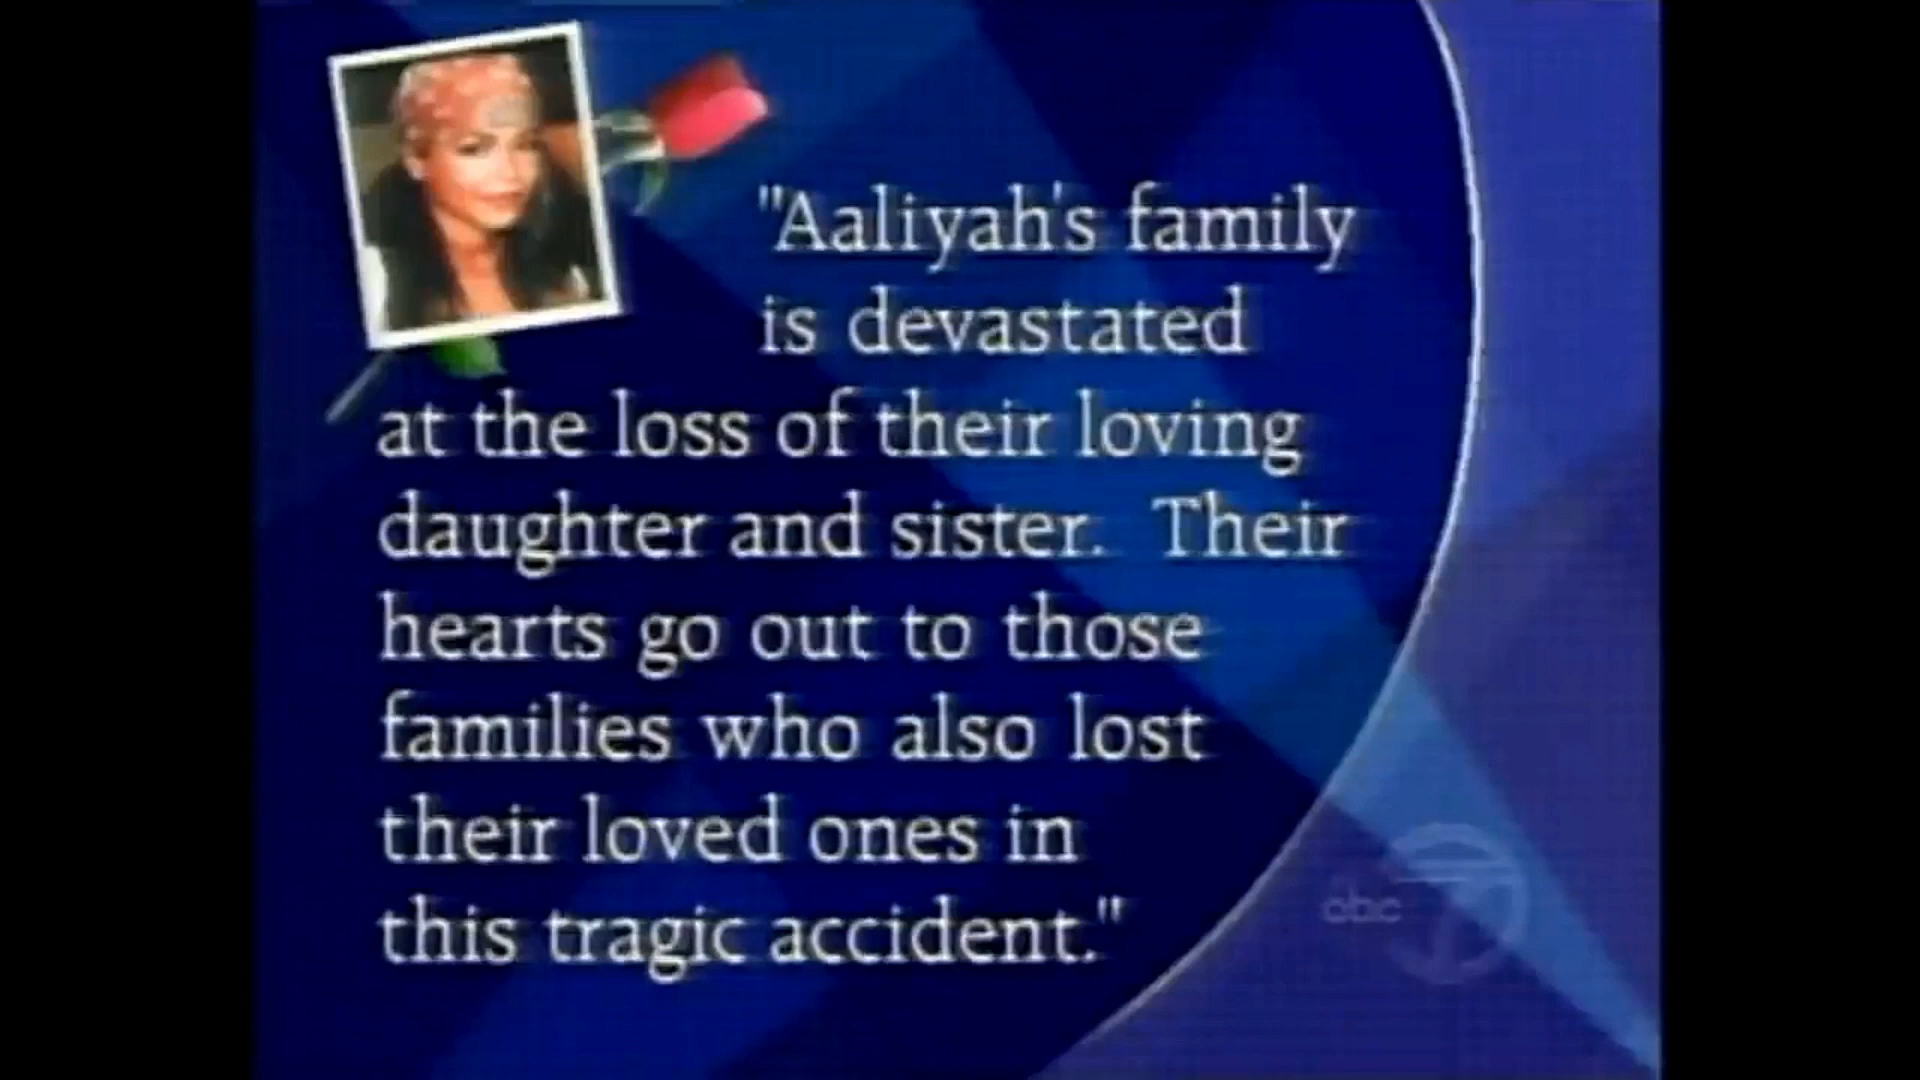 "Aaliyah's family
is devastated
at the loss of their loving
daughter and sister. Their
hearts go out to those
families who also lost
their loved ones in
this tragic accident."
abc 7